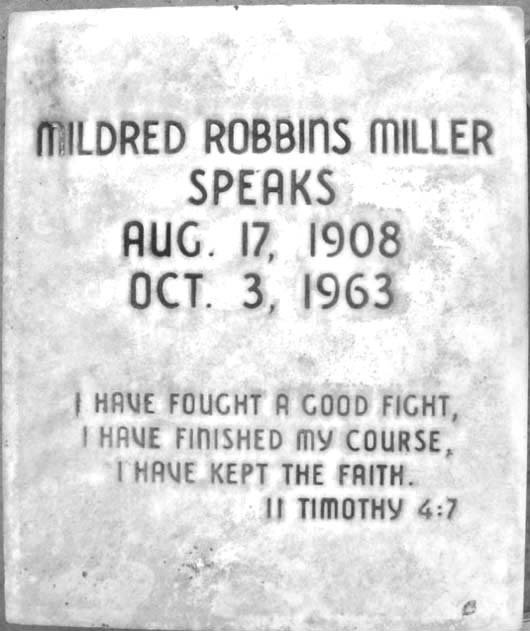 MILDRED ROBBINS MILLER
SPEAKS
AUG. 17, 1908
OCT. 3, 1963
I HAVE FOUGHT A GOOD FIGHT,
I HAVE FINISHED MY COURSE,
I HAVE KEPT THE FAITH.
II TIMOTHY 4:7